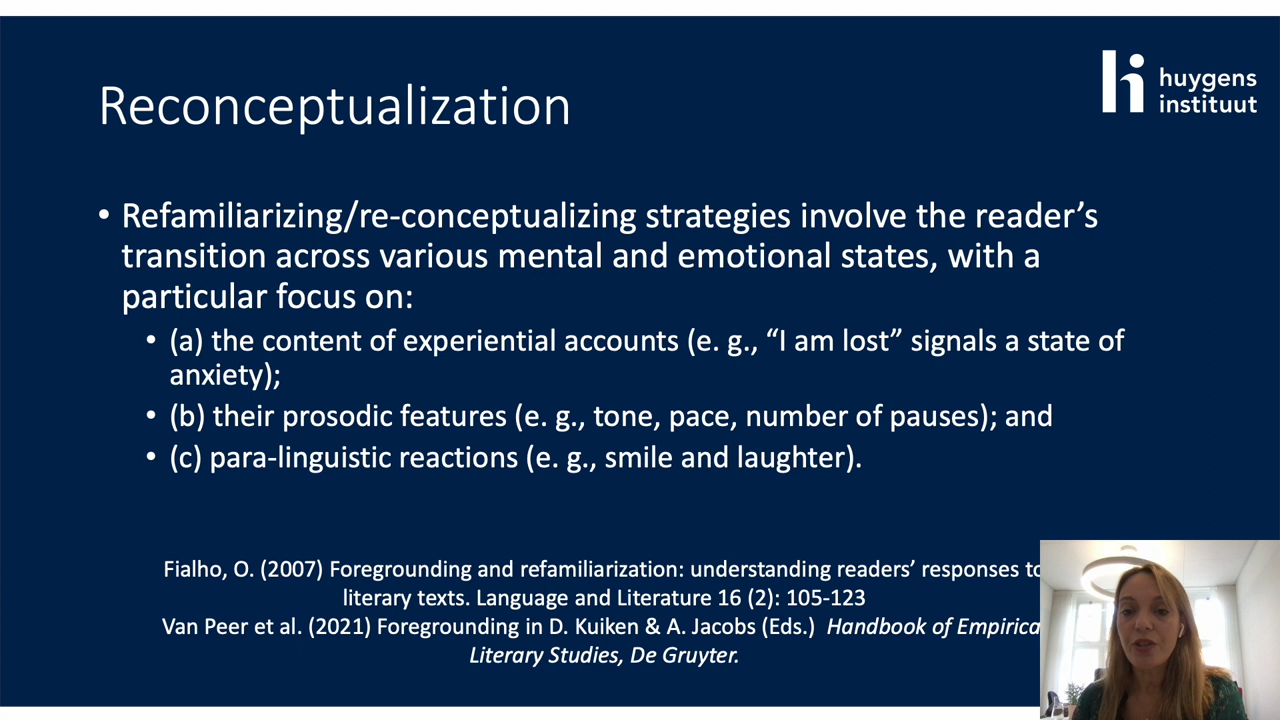 huygens
instituut
Reconceptualization
• Refamiliarizing/re-conceptualizing strategies involve the reader’s
transition across various mental and emotional states, with a
particular focus on:
• (a) the content of experiential accounts (e. g., “I am lost” signals a state of
anxiety);
• (b) their prosodic features (e. g., tone, pace, number of pauses); and
• (c) para-linguistic reactions (e. g., smile and laughter).
Fialho, O. (2007) Foregrounding and refamiliarization: understanding readers’ responses to
literary texts. Language and Literature 16 (2): 105-123
Van Peer et al. (2021) Foregrounding in D. Kuiken & A. Jacobs (Eds.) Handbook of Empirica
Literary Studies, De Gruyter.